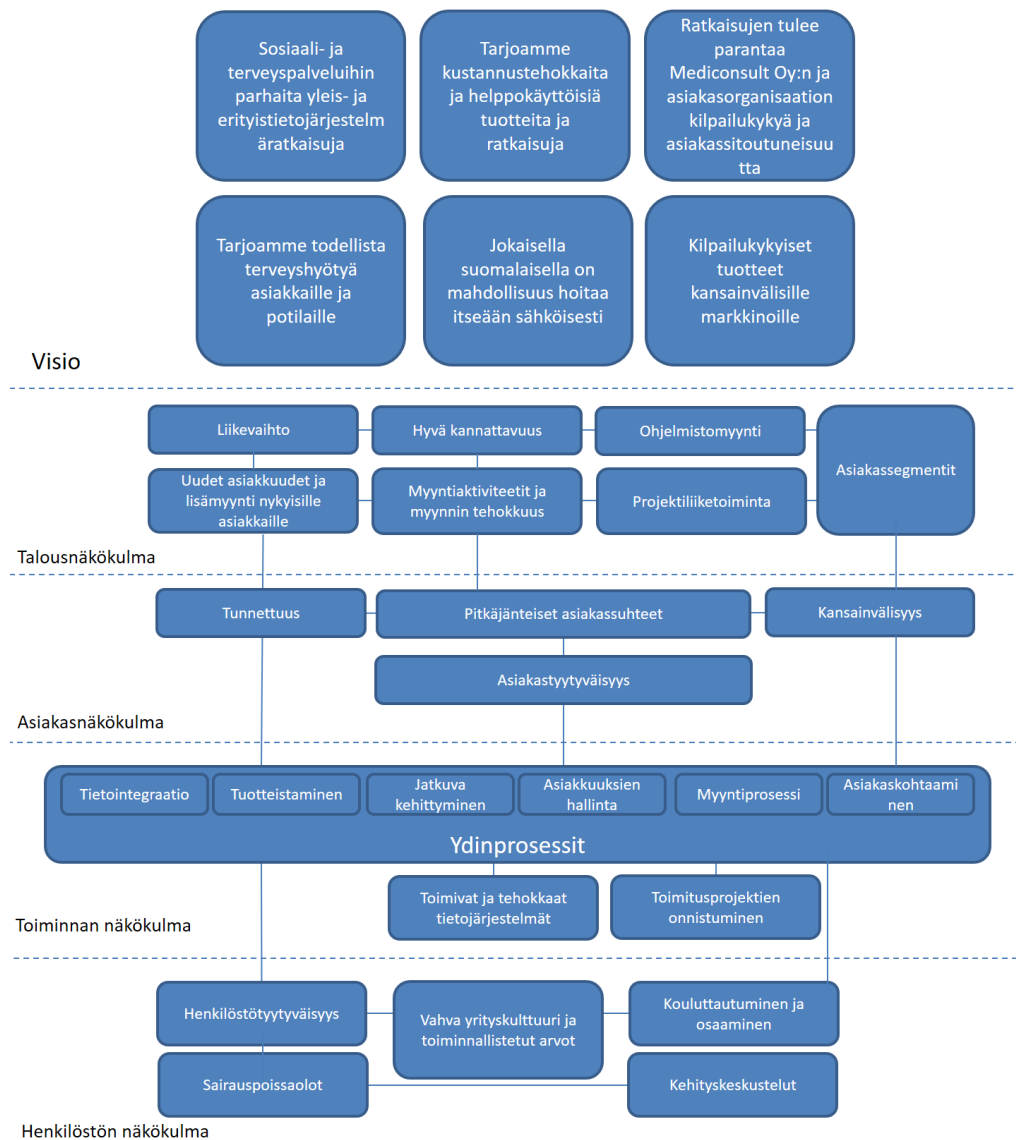 Sosiaali- ja
terveyspalveluihin
parhaita yleis- ja
erityistietojärjestelm
äratkaisuja
Tarjoamme
kustannustehokkaita
ja helppokäyttöisiä
tuotteita ja
ratkaisuja
Ratkaisujen tulee
parantaa
Mediconsult Oy:n ja
asiakasorganisaation
kilpailukykyä ja
asiakassitoutuneisuu
tta
Tarjoamme todellista
terveyshyötyä
asiakkaille ja
potilaille
Jokaisella
suomalaisella on
mahdollisuus hoitaa
itseään sähköisesti
Kilpailukykyiset
tuotteet
kansainvälisille
markkinoille
Visio
Liikevaihto
Hyvä kannattavuus
Ohjelmistomyynti
Asiakassegmentit
Uudet asiakkuudet ja
lisämyynti nykyisille
asiakkaille
Myyntiaktiviteetit ja
myynnin tehokkuus
Projektiliiketoiminta
Talousnäkökulma
Tunnettuus
Pitkäjänteiset asiakassuhteet
Kansainvälisyys
Asiakastyytyväisyys
Asiakasnäkökulma
Tietointegraatio
Tuotteistaminen
Jatkuva
kehittyminen
Asiakkuuksien
hallinta
Myyntiprosessi
Asiakaskohtaami
nen
Ydinprosessit
Toimivat ja tehokkaat
tietojärjestelmät
Toimitusprojektien
onnistuminen
Toiminnan näkökulma
Henkilöstötyytyväisyys
Vahva yrityskulttuuri ja
toiminnallistetut arvot
Kouluttautuminen ja
osaaminen
Sairauspoissaolot
Kehityskeskustelut
Henkilöstön näkökulma